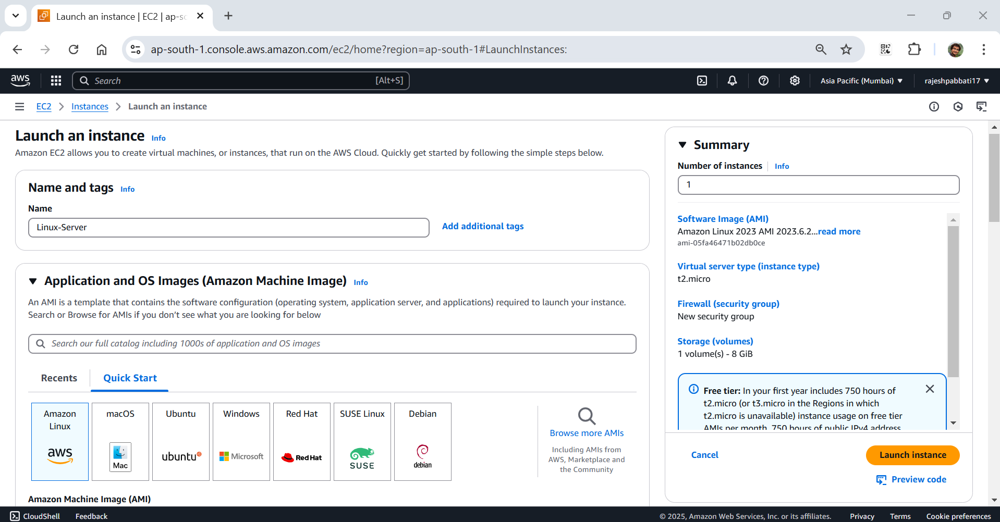 Launch an instance | EC2 | ap-so
ap-south-1.console.aws.amazon.com/ec2/home?region=ap-south-1#LaunchInstances:
aws
Search
[Alt+S]
Asia Pacific (Mumbai)
rajeshpabbati17
EC2
Instances
Launch an instance
Launch an instance
Info
Amazon EC2 allows you to create virtual machines, or instances, that run on the AWS Cloud. Quickly get started by following the simple steps below.
Name and tags
Info
Name
Linux-Server
Add additional tags
Application and OS Images (Amazon Machine Image)
Info
An AMI is a template that contains the software configuration (operating system, application server, and applications) required to launch your instance.
Search or Browse for AMIs if you don’t see what you are looking for below
Search our full catalog including 1000s of application and OS images
Recents
Quick Start
Amazon
Linux
aws
macOS
Mac
Ubuntu
ubuntu
Windows
Microsoft
Red Hat
Red Hat
SUSE Linux
SUSE
Debian
debian
Browse more AMIs
Including AMIs from
AWS, Marketplace and
the Community
Amazon Machine Image (AMI)
Summary
Number of instances
Info
1
Software Image (AMI)
Amazon Linux 2023 AMI 2023.6.2...read more
ami-05fa46471b02db0ce
Virtual server type (instance type)
t2.micro
Firewall (security group)
New security group
Storage (volumes)
1 volume(s) - 8 GiB
Free tier: In your first year includes 750 hours of
t2.micro (or t3.micro in the Regions in which
t2.micro is unavailable) instance usage on free tier
AMIs per month, 750 hours of public IPv4 address
Cancel
Launch instance
Preview code
CloudShell
Feedback
© 2025, Amazon Web Services, Inc. or its affiliates.
Privacy
Terms
Cookie preferences